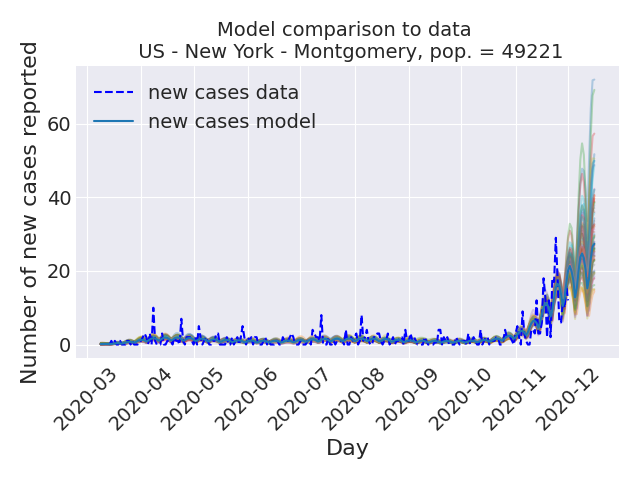 Model comparison to data
US - New York - Montgomery, pop. = 49221
Number of new cases reported
60
40
20
0
new cases data
new cases model
2020-03
2020-04
2020-05
2020-06
2020-07
2020-08
2020-09
2020-10
2020-11
2020-12
Day